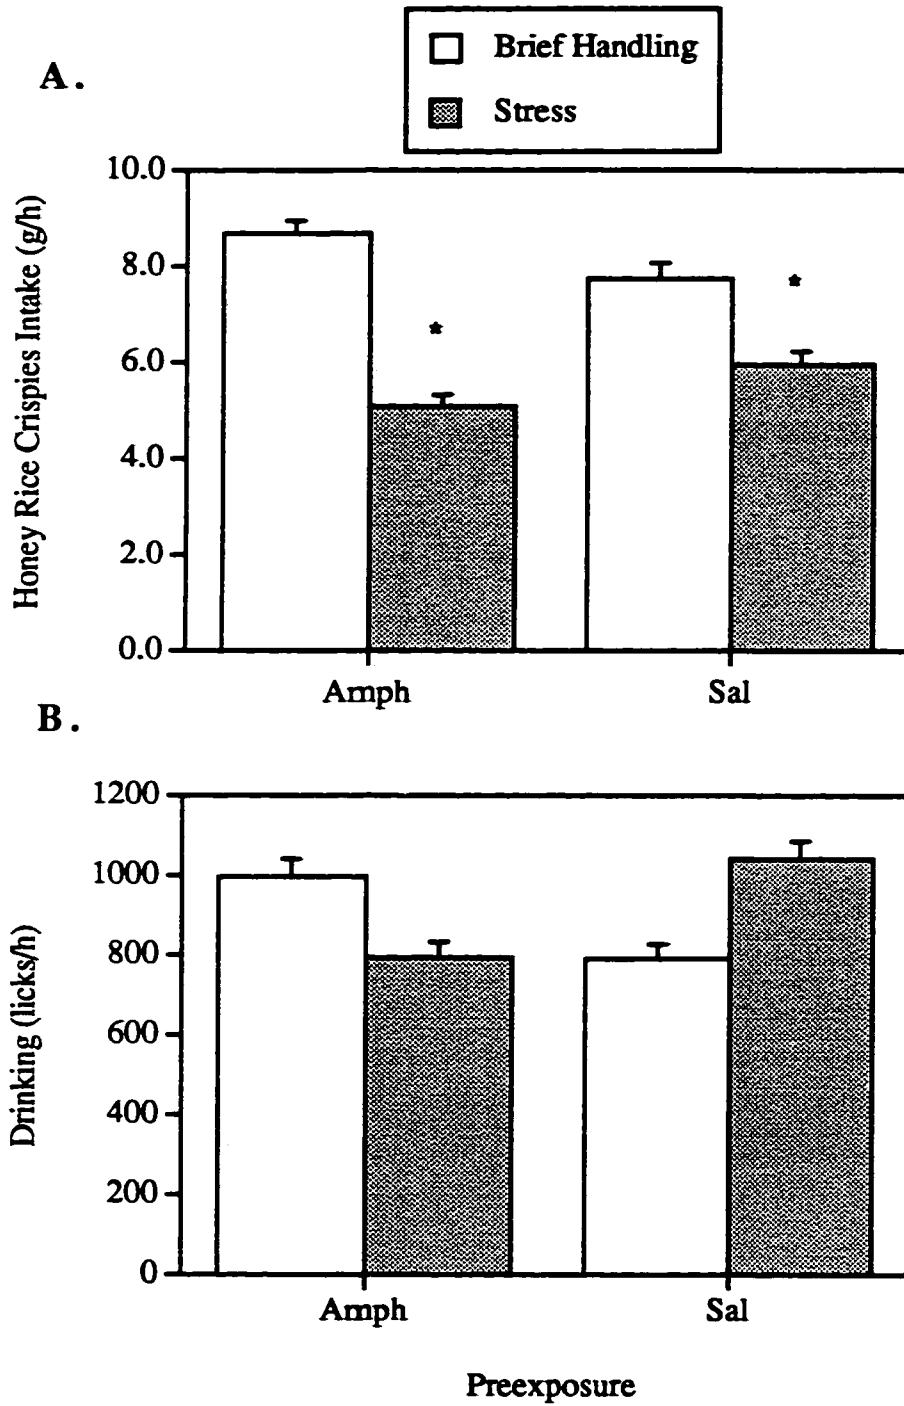 A.
Brief Handling
Stress
Honey Rice Crispies Intake (g/h)
10.0
8.0
6.0
4.0
2.0
0.0
*
*
Amph
Sal
B.
Drinking (licks/h)
1200
1000
800
600
400
200
0
Amph
Sal
Preexposure